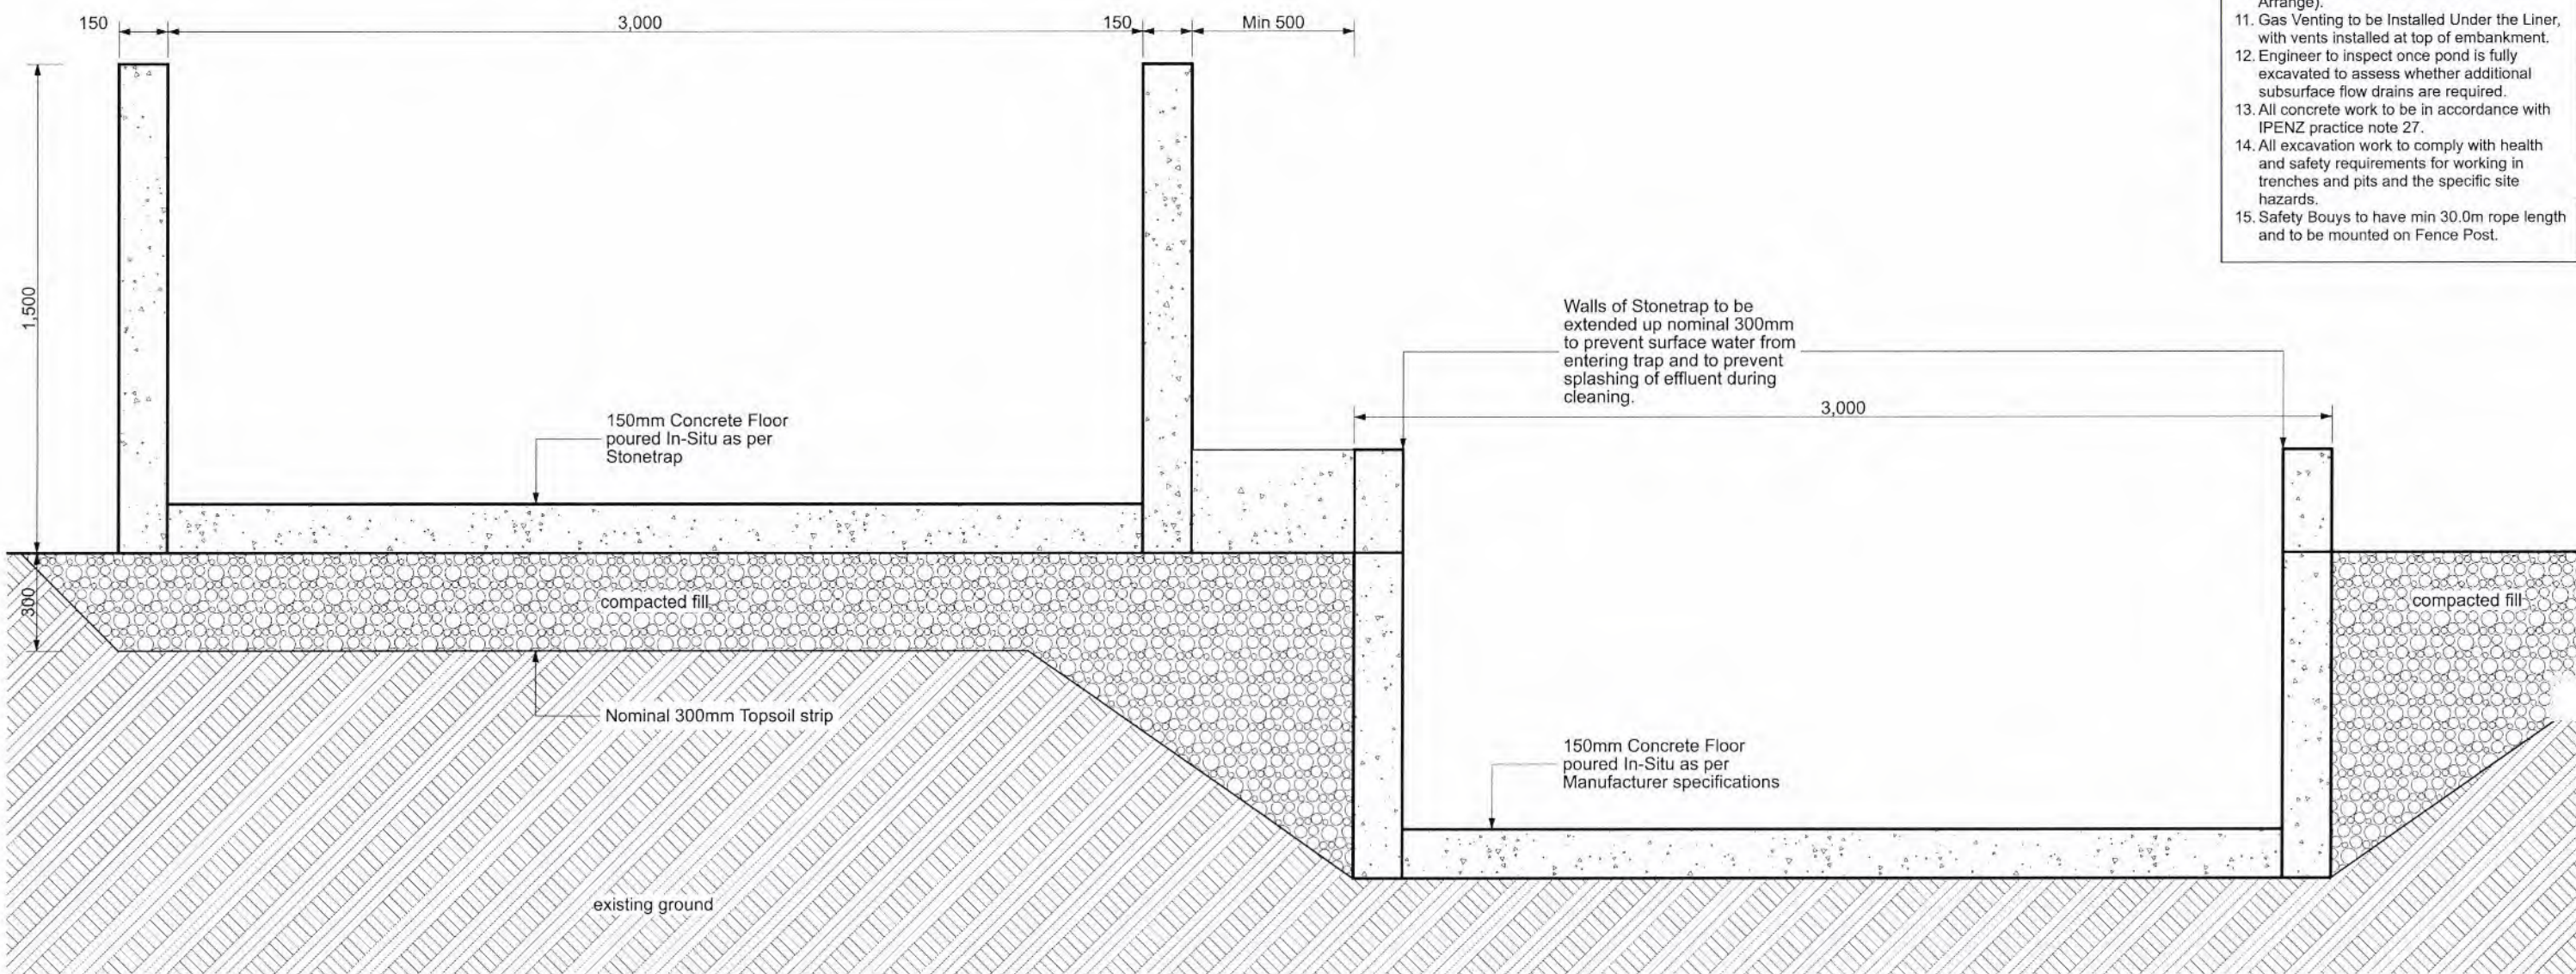 150
3,000
150
Min 500
Arrange).
11. Gas Venting to be Installed Under the Liner,
with vents installed at top of embankment.
12. Engineer to inspect once pond is fully
excavated to assess whether additional
subsurface flow drains are required.
13. All concrete work to be in accordance with
IPENZ practice note 27.
14. All excavation work to comply with health
and safety requirements for working in
trenches and pits and the specific site
hazards.
15. Safety Bouys to have min 30.0m rope length
and to be mounted on Fence Post.
1,500
Walls of Stonetrap to be
extended up nominal 300mm
to prevent surface water from
entering trap and to prevent
splashing of effluent during
cleaning.
3,000
150mm Concrete Floor
poured In-Situ as per
Stonetrap
300
compacted fill
compacted fill
Nominal 300mm Topsoil strip
150mm Concrete Floor
poured In-Situ as per
Manufacturer specifications
existing ground